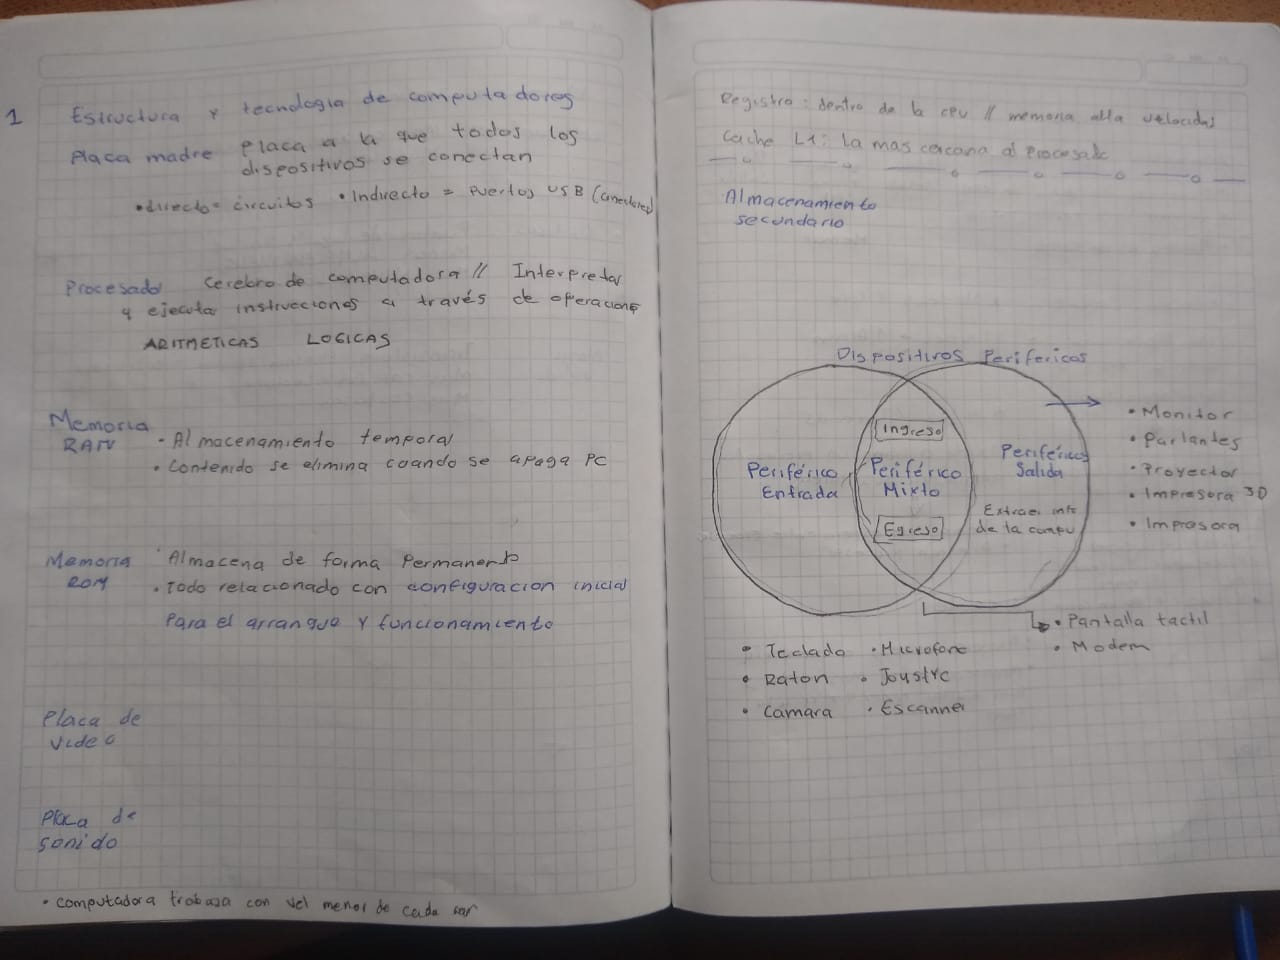 1
Estructura y tecnologia de computadores
Placa madre Placa a la que todos los
dispositivos se conectan
• directo = circuitos • Indirecto = Puertos USB (conectores)
Procesador Cerebro de computadora // Interpretar
y ejecutar instrucciones a través de operaciones
ARITMETICAS LOGICAS
Memoria
RAM
• Almacenamiento temporal
• Contenido se elimina cuando se apaga PC
Memoria
ROM
• Almacena de forma Permanente
• Todo relacionado con configuracion inicial
Para el arranque y funcionamiento
Placa de
video
Placa de
sonido
• computadora trabaja con vel menor de cada
Registro: dentro de la CPU // memoria alta velocidad
Cache L1: La mas cercana al Procesador
Almacenamiento
secundario
Dispositivos Perifericos
Periférico
Entrada
Ingreso
Periférico
Mixto
Egreso
Periférico
Salida
Extraer info
de la compu
• Monitor
• Parlantes
• Proyector
• Impresora 3D
• Impresora
• Pantalla tactil
• Modem
• Teclado • Microfono
• Raton • Joustic
• Camara • Escanner